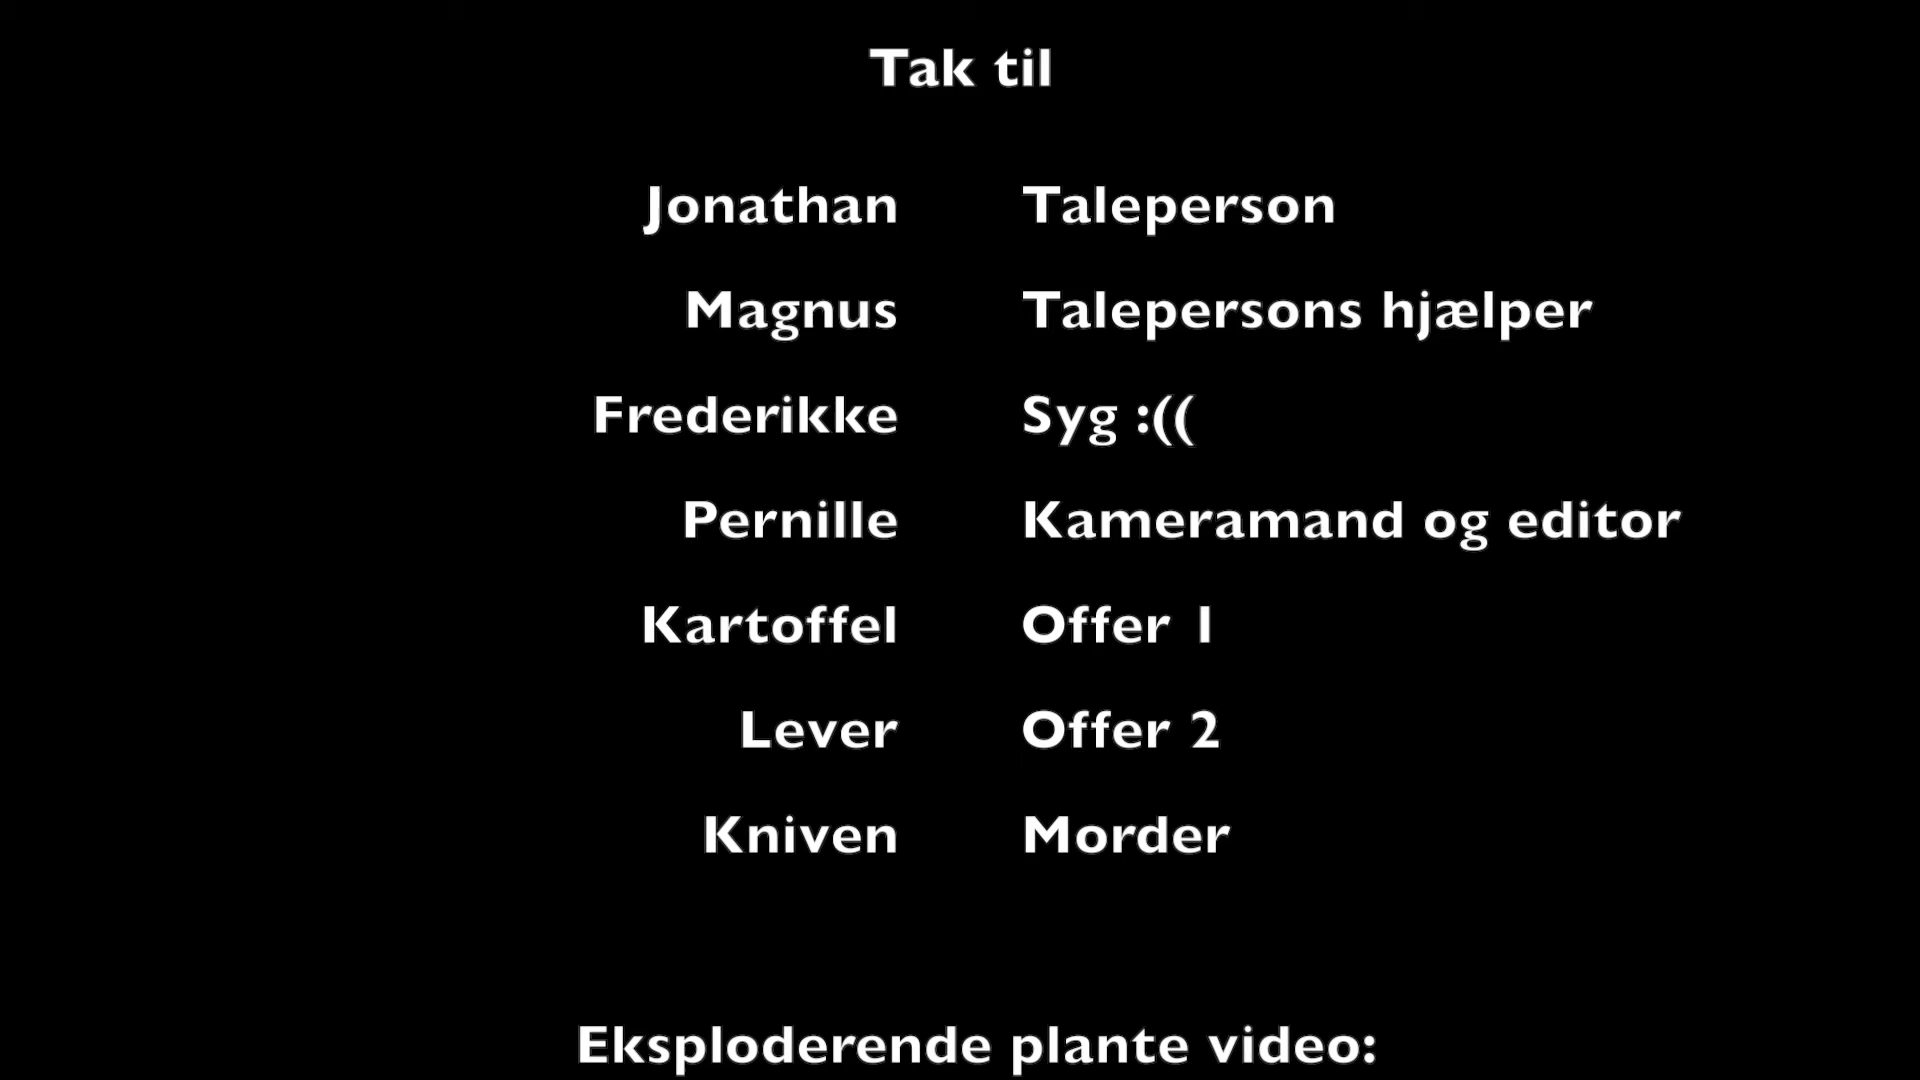 Tak til
Jonathan Taleperson
Magnus Talepersons hjælper
Frederikke Syg :((
Pernille Kameramand og editor
Kartoffel Offer 1
Lever Offer 2
Kniven Morder
Eksploderende plante video: